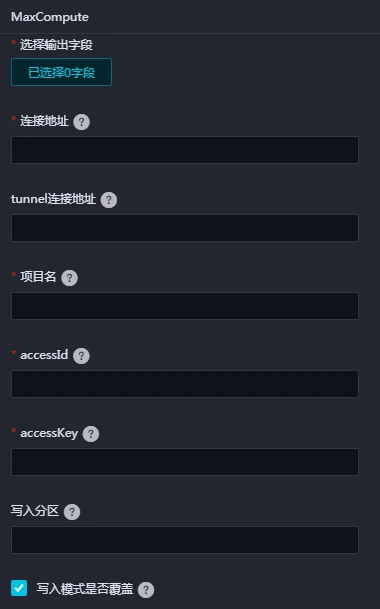 MaxCompute
* 选择输出字段
已选择0字段
* 连接地址 ?
tunnel连接地址 ?
* 项目名 ?
* accessId ?
* accessKey ?
写入分区 ?
写入模式是否覆盖 ?